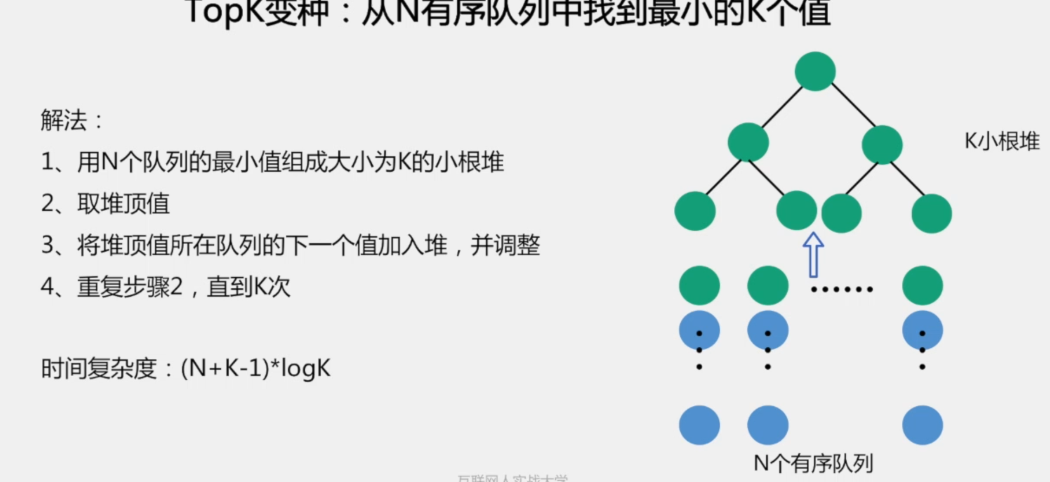 TopK变种：从N有序队列中找到最小的K个值
解法：
1、用N个队列的最小值组成大小为K的小根堆
2、取堆顶值
3、将堆顶值所在队列的下一个值加入堆，并调整
4、重复步骤2，直到K次
时间复杂度：(N+K-1)*logK
K小根堆
N个有序队列
互联网人实战大学